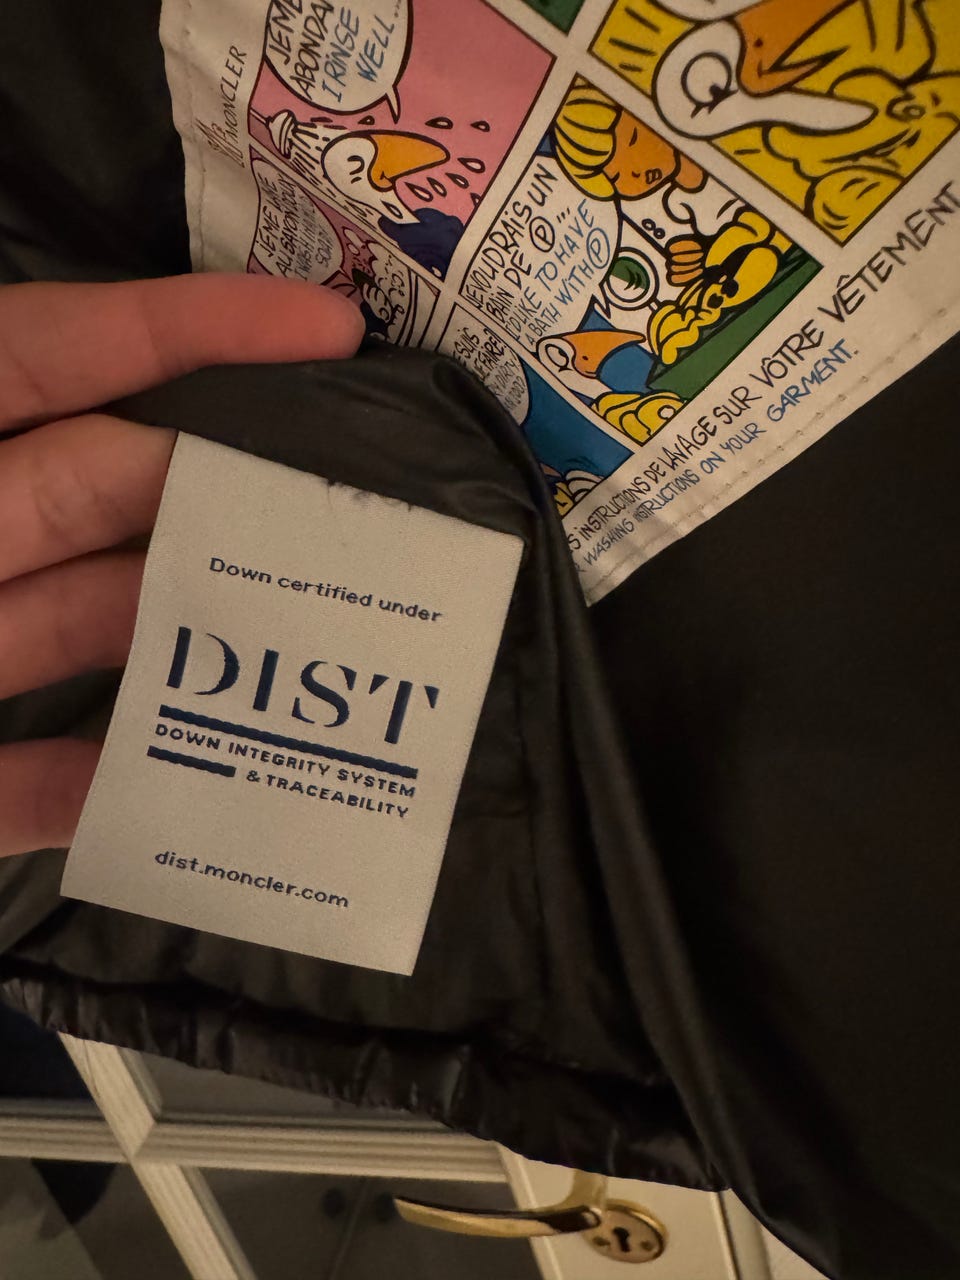 MONCLER
JE ME
ABONDA
I RINSE
WELL...
JE ME LAVE
JE VOUDRAIS UN
BAIN DE P...
I'D LIKE TO HAVE
A BATH WITH P
INSTRUCTIONS DE LAVAGE SUR VÔTRE VÊTEMENT
WASHING INSTRUCTIONS ON YOUR GARMENT.
Down certified under
DIST
DOWN INTEGRITY SYSTEM
& TRACEABILITY
dist.moncler.com